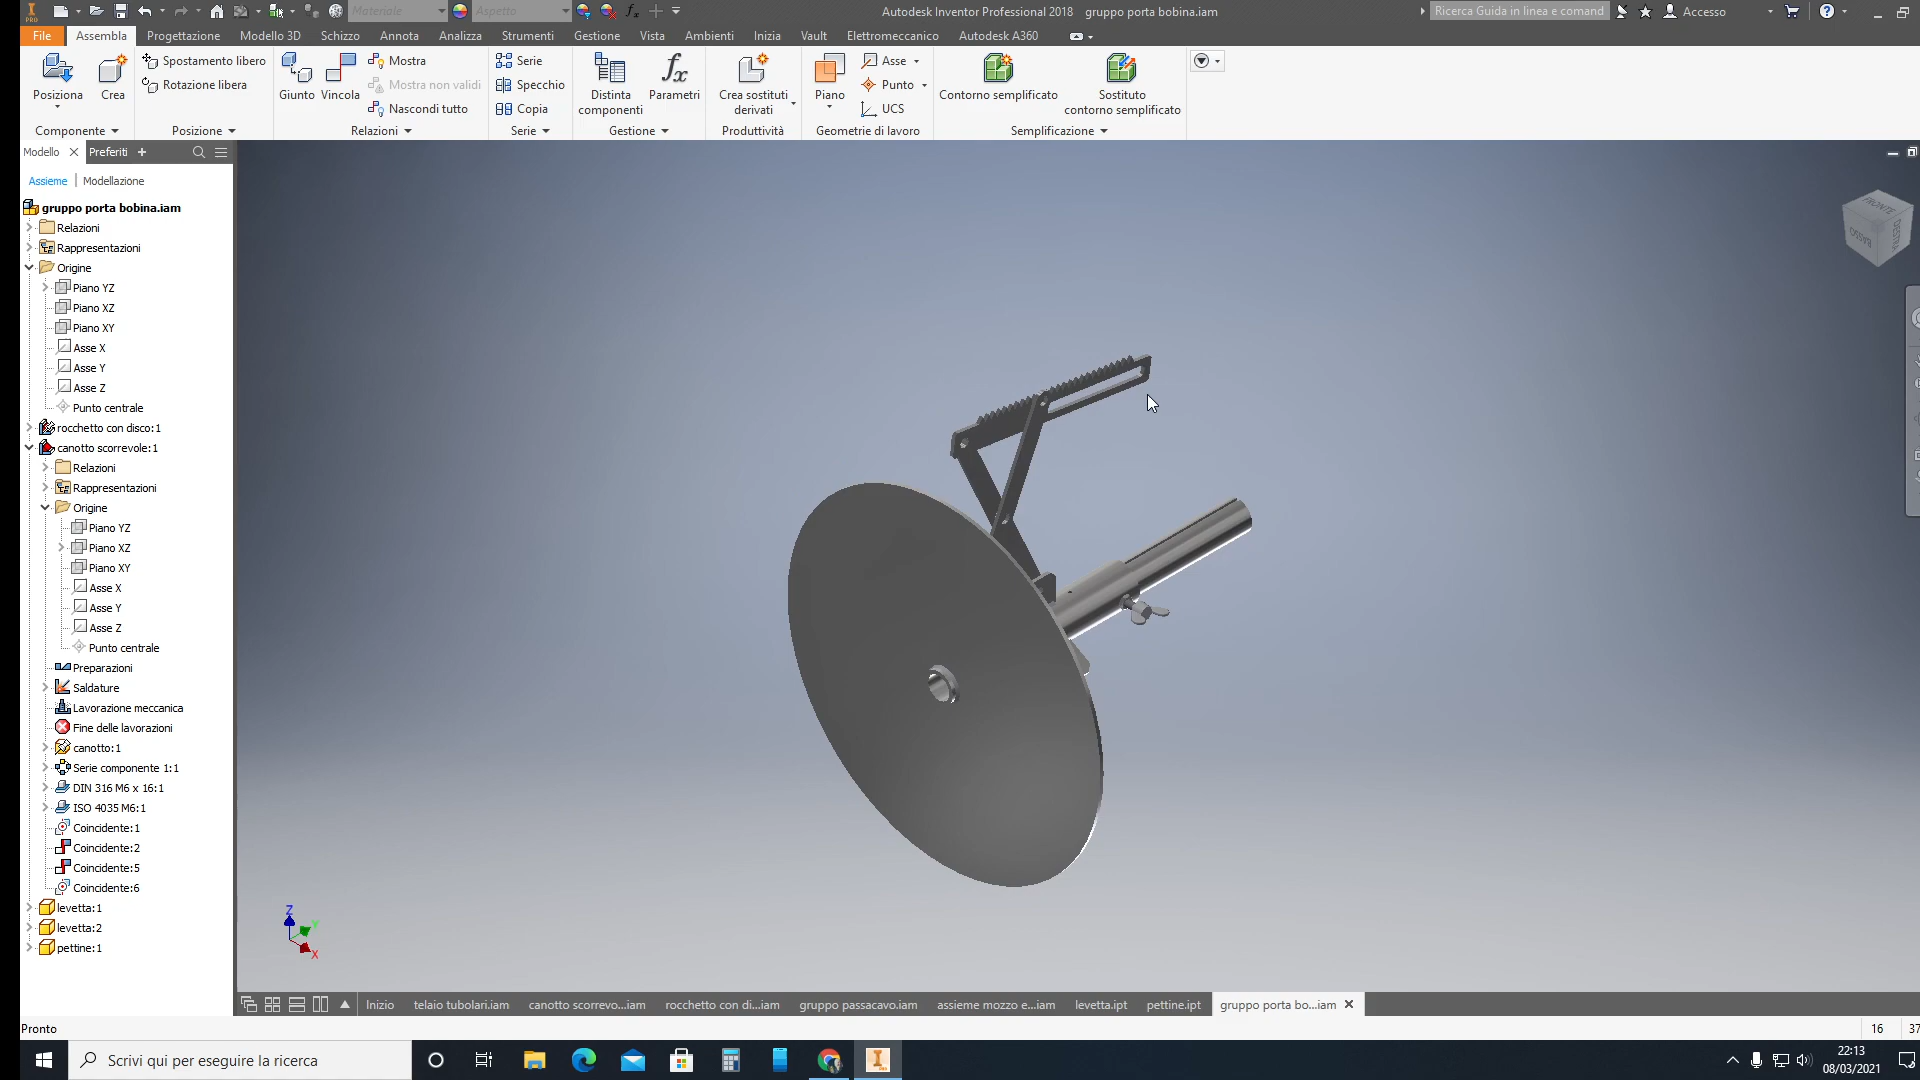 Materiale
Aspetto
Autodesk Inventor Professional 2018 gruppo porta bobina.iam
Ricerca Guida in linea e comand
Accesso
PRO
File Assembla Progettazione Modello 3D Schizzo Annota Analizza Strumenti Gestione Vista Ambienti Inizia Vault Elettromeccanico Autodesk A360
Posiziona
Crea
Spostamento libero
Rotazione libera
Giunto
Vincola
Mostra
Mostra non validi
Nascondi tutto
Serie
Specchio
Copia
Distinta
componenti
Parametri
Crea sostituti
derivati
Piano
Asse
Punto
UCS
Contorno semplificato
Sostituto
contorno semplificato
Componente Posizione Relazioni Serie Gestione Produttività Geometrie di lavoro Semplificazione
Modello Preferiti
Assieme Modellazione
gruppo porta bobina.iam
Relazioni
Rappresentazioni
Origine
Piano YZ
Piano XZ
Piano XY
Asse X
Asse Y
Asse Z
Punto centrale
rocchetto con disco:1
canotto scorrevole:1
Relazioni
Rappresentazioni
Origine
Piano YZ
Piano XZ
Piano XY
Asse X
Asse Y
Asse Z
Punto centrale
Preparazioni
Saldature
Lavorazione meccanica
Fine delle lavorazioni
canotto:1
Serie componente 1:1
DIN 316 M6 x 16:1
ISO 4035 M6:1
Coincidente:1
Coincidente:2
Coincidente:5
Coincidente:6
levetta:1
levetta:2
pettine:1
FRONTE
BASSO
DESTRA
Z
Y
X
Inizio telaio tubolari.iam canotto scorrevo...iam rocchetto con di...iam gruppo passacavo.iam assieme mozzo e...iam levetta.ipt pettine.ipt gruppo porta bo...iam
Pronto
16 37
Scrivi qui per eseguire la ricerca
22:13
08/03/2021